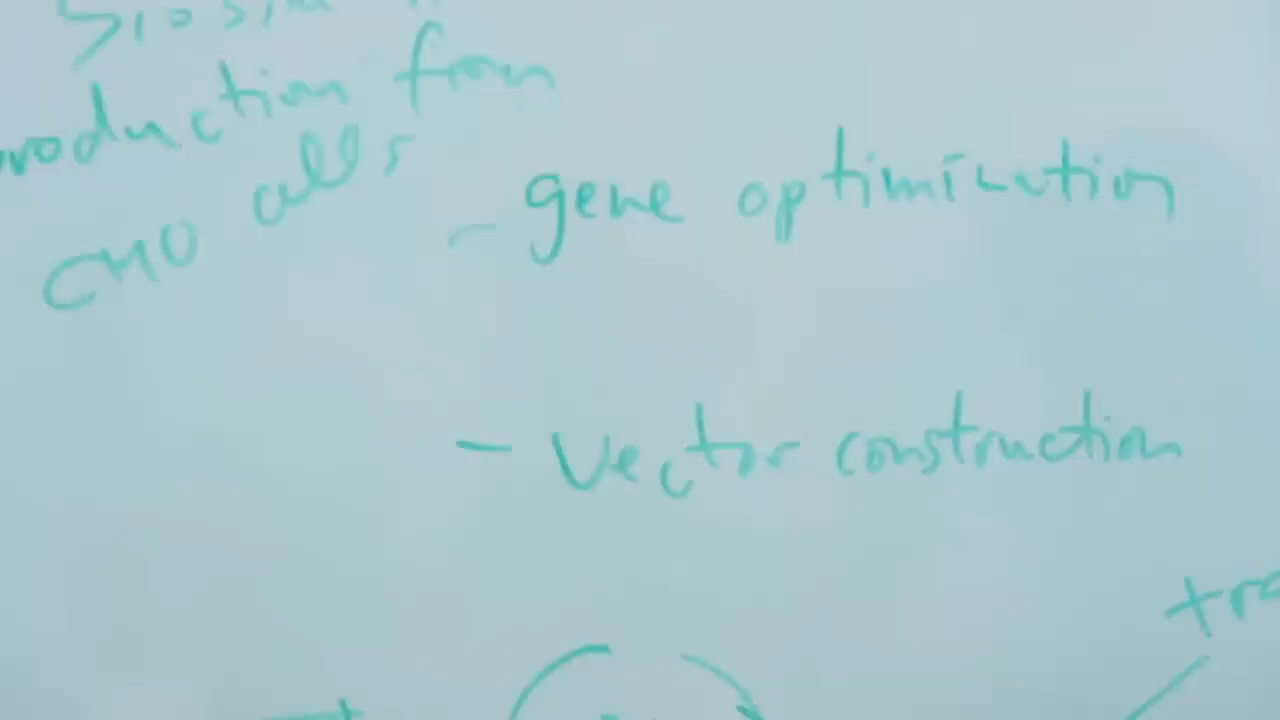 production from
CHO cells
- gene optimization
- Vector construction